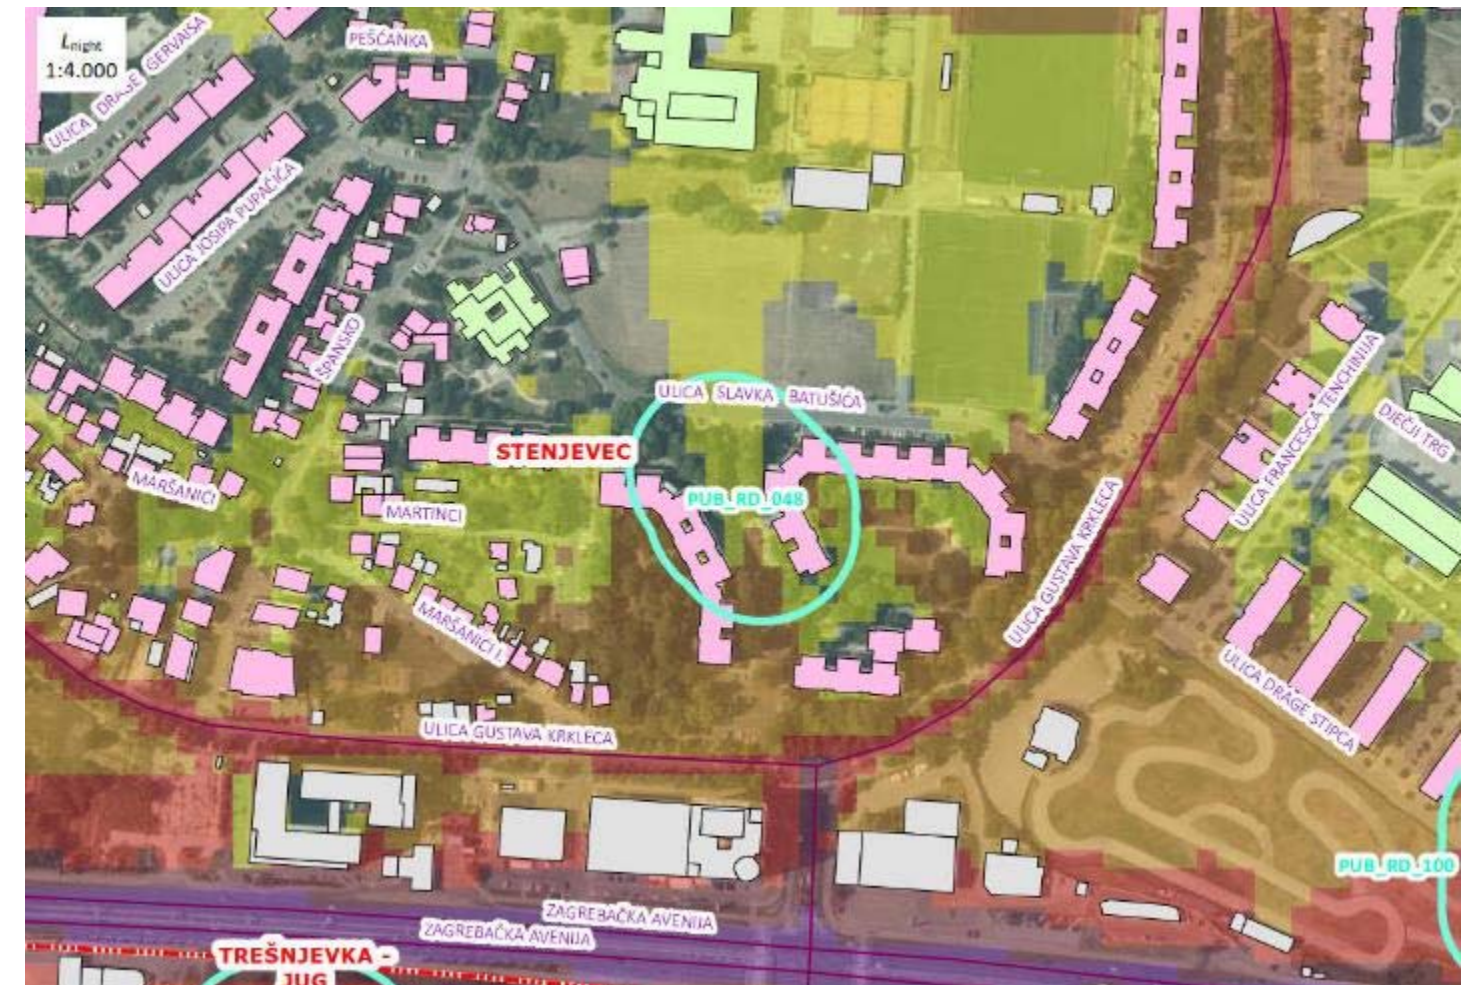 Lnight
1:4.000
ULICA DRAGE GERVAISA
PEŠČANKA
ULICA JOSIPA PUPAČIĆA
ŠPANSKO
ULICA SLAVKA BATUŠIĆA
ULICA FRANCESCA TENCHINIJA
DJEČJI TRG
STENJEVEC
MARŠANICI
PUB_RD_048
MARTINCI
ULICA GUSTAVA KRKLECA
MARŠANICI I.
ULICA DRAGE STIPCA
ULICA GUSTAVA KRKLECA
PUB_RD_100
ZAGREBAČKA AVENIJA
ZAGREBAČKA AVENIJA
TREŠNJEVKA -
JUG